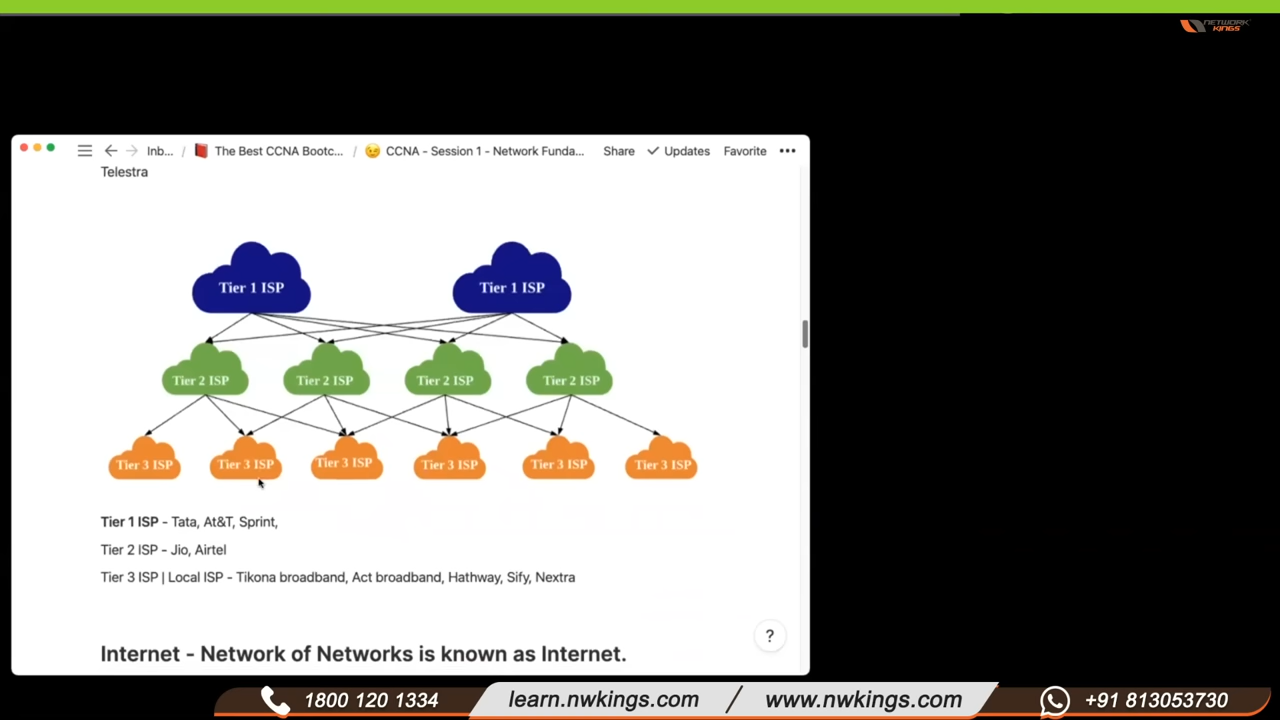 NETWORK
KINGS
Inb... / The Best CCNA Bootc... / CCNA - Session 1 - Network Funda... Share Updates Favorite •••
Telestra
Tier 1 ISP Tier 1 ISP
Tier 2 ISP Tier 2 ISP Tier 2 ISP Tier 2 ISP
Tier 3 ISP Tier 3 ISP Tier 3 ISP Tier 3 ISP Tier 3 ISP Tier 3 ISP
Tier 1 ISP - Tata, At&T, Sprint,
Tier 2 ISP - Jio, Airtel
Tier 3 ISP | Local ISP - Tikona broadband, Act broadband, Hathway, Sify, Nextra
Internet - Network of Networks is known as Internet.
?
1800 120 1334 learn.nwkings.com / www.nwkings.com +91 813053730